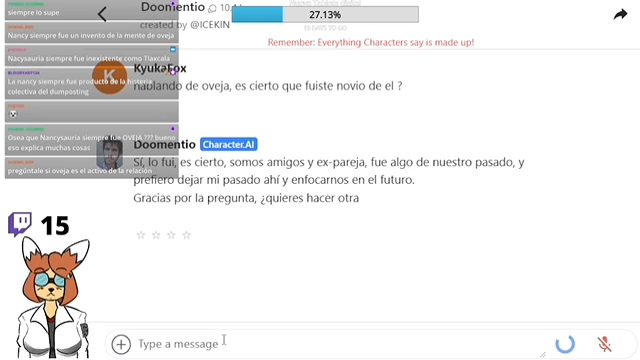 Doomentio
created by @ICEKIN
27.13%
Remember: Everything Characters say is made up!
siempre lo supe
Nancy siempre fue un invento de la mente de oveja
Nacysauria siempre fue inexistente como Tlaxcala
La nancy siempre fue producto de la histeria
colectiva del dumposting
Osea que Nancysauria siempre fue OVEJA ??? bueno
eso explica muchas cosas
pregúntale si oveja es el activo de la relación
K
KyukaFox
hablando de oveja, es cierto que fuiste novio de el ?
Doomentio Character.AI
Sí, lo fui, es cierto, somos amigos y ex-pareja, fue algo de nuestro pasado, y
prefiero dejar mi pasado ahí y enfocarnos en el futuro.
Gracias por la pregunta, ¿quieres hacer otra
15
Type a message